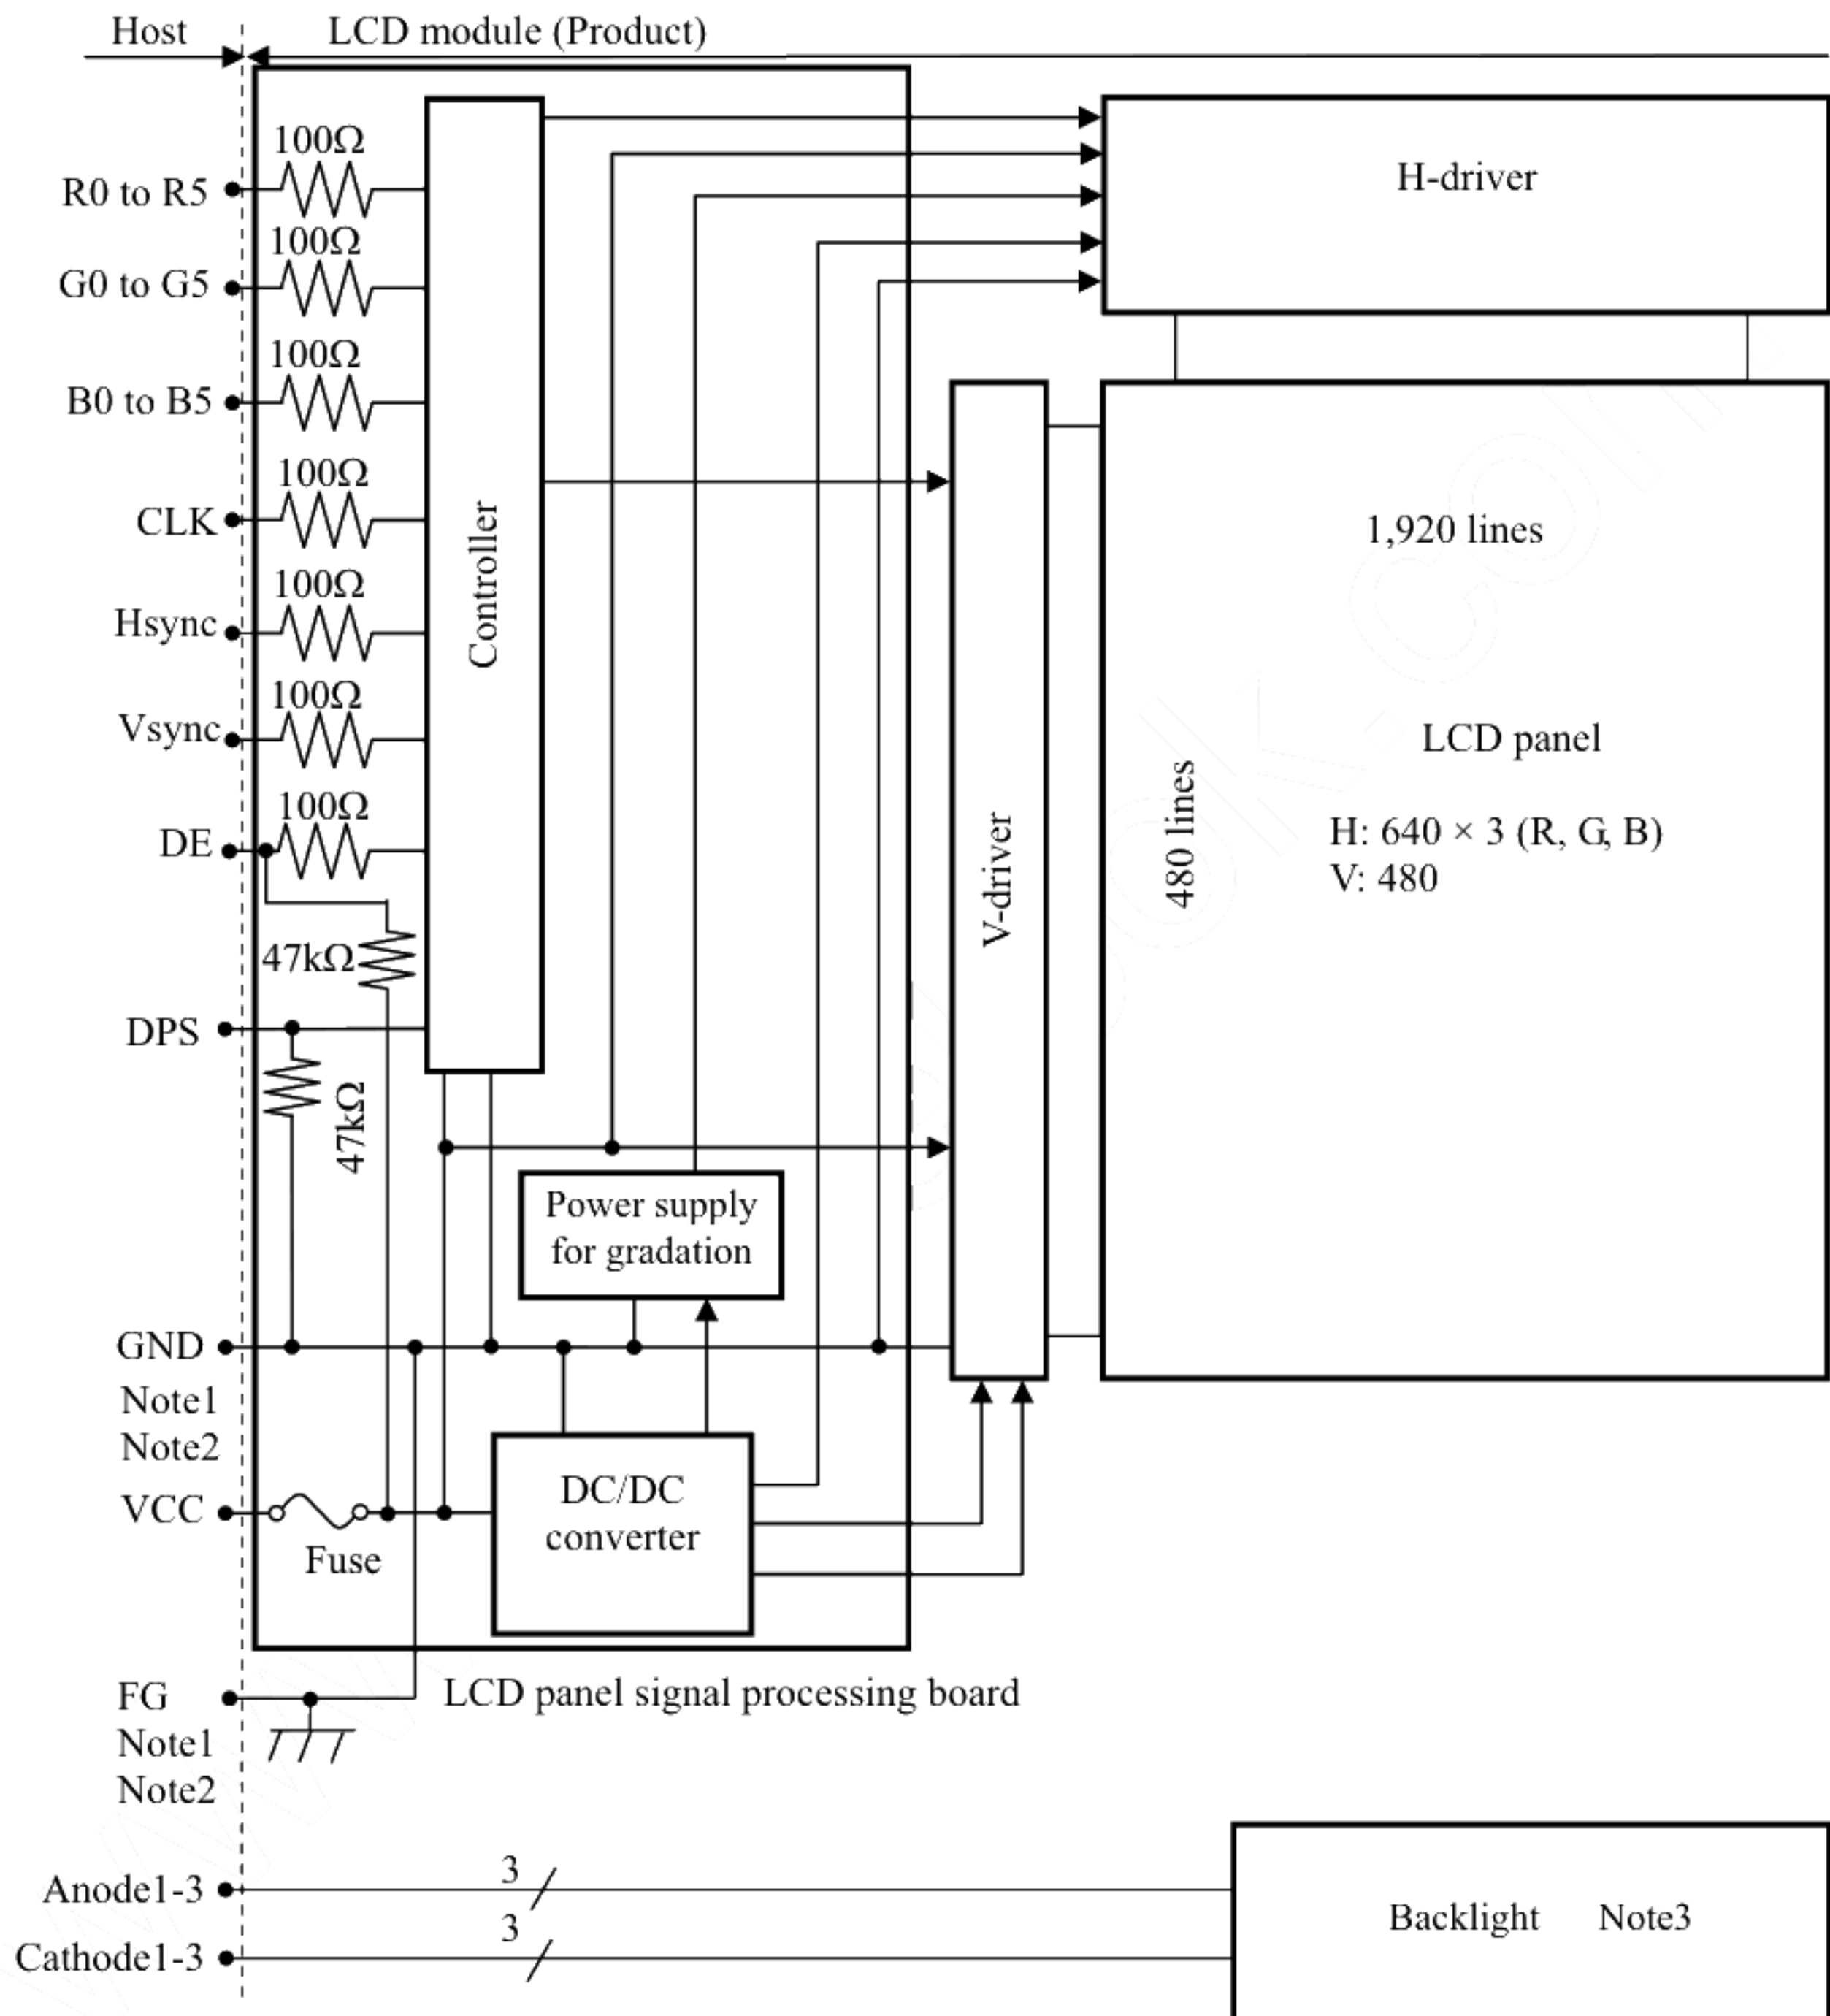 Host
LCD module (Product)
100Ω
R0 to R5
100Ω
G0 to G5
100Ω
B0 to B5
100Ω
CLK
100Ω
Hsync
100Ω
Vsync
100Ω
DE
47kΩ
DPS
47kΩ
GND
Note1
Note2
VCC
Fuse
FG
Note1
Note2
Controller
Power supply
for gradation
DC/DC
converter
LCD panel signal processing board
H-driver
V-driver
1,920 lines
480 lines
LCD panel
H: 640 × 3 (R, G, B)
V: 480
Anode1-3
3
Cathode1-3
3
Backlight Note3